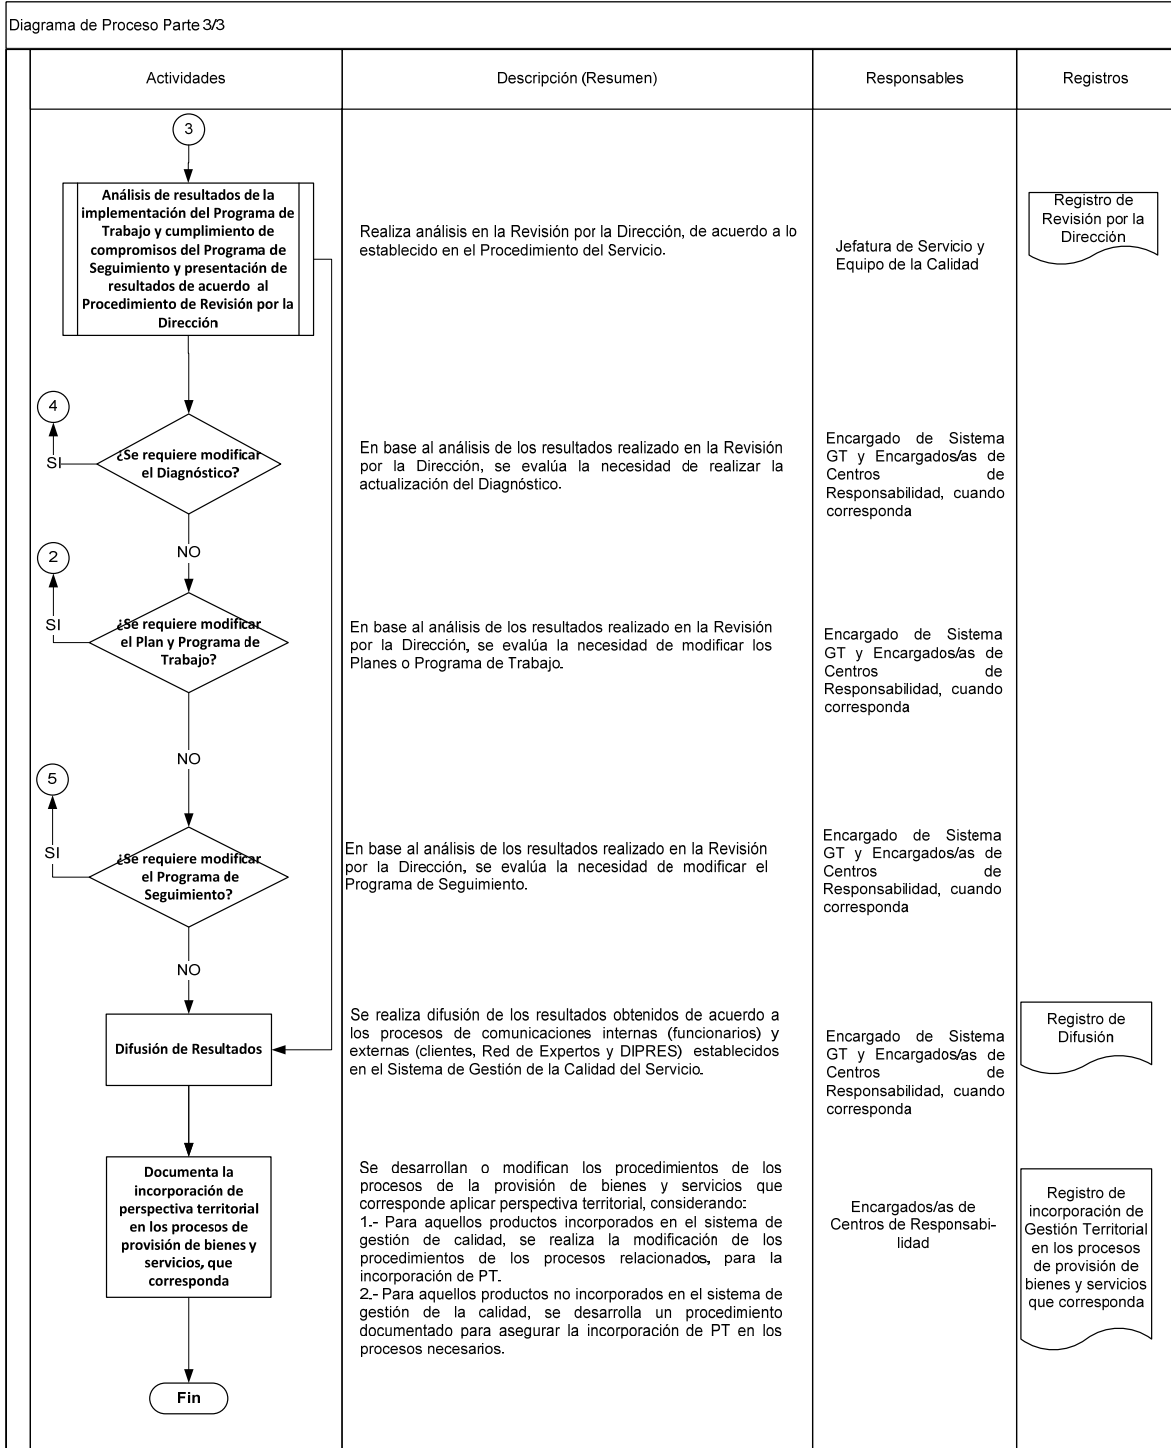 Diagrama de Proceso Parte 3/3
Actividades
Descripción (Resumen)
Responsables
Registros
3
Análisis de resultados de la
implementación del Programa de
Trabajo y cumplimiento de
compromisos del Programa de
Seguimiento y presentación de
resultados de acuerdo al
Procedimiento de Revisión por la
Dirección
Realiza análisis en la Revisión por la Dirección, de acuerdo a lo
establecido en el Procedimiento del Servicio.
Jefatura de Servicio y
Equipo de la Calidad
Registro de
Revisión por la
Dirección
4
SI
¿Se requiere modificar
el Diagnóstico?
NO
En base al análisis de los resultados realizado en la Revisión
por la Dirección, se evalúa la necesidad de realizar la
actualización del Diagnóstico.
Encargado de Sistema
GT y Encargados/as de
Centros de
Responsabilidad, cuando
corresponda
2
SI
¿Se requiere modificar
el Plan y Programa de
Trabajo?
NO
En base al análisis de los resultados realizado en la Revisión
por la Dirección, se evalúa la necesidad de modificar los
Planes o Programa de Trabajo.
Encargado de Sistema
GT y Encargados/as de
Centros de
Responsabilidad, cuando
corresponda
5
SI
¿Se requiere modificar
el Programa de
Seguimiento?
NO
En base al análisis de los resultados realizado en la Revisión
por la Dirección, se evalúa la necesidad de modificar el
Programa de Seguimiento.
Encargado de Sistema
GT y Encargados/as de
Centros de
Responsabilidad, cuando
corresponda
Difusión de Resultados
Se realiza difusión de los resultados obtenidos de acuerdo a
los procesos de comunicaciones internas (funcionarios) y
externas (clientes, Red de Expertos y DIPRES) establecidos
en el Sistema de Gestión de la Calidad del Servicio.
Encargado de Sistema
GT y Encargados/as de
Centros de
Responsabilidad, cuando
corresponda
Registro de
Difusión
Documenta la
incorporación de
perspectiva territorial
en los procesos de
provisión de bienes y
servicios, que
corresponda
Se desarrollan o modifican los procedimientos de los
procesos de la provisión de bienes y servicios que
corresponde aplicar perspectiva territorial, considerando:
1.- Para aquellos productos incorporados en el sistema de
gestión de calidad, se realiza la modificación de los
procedimientos de los procesos relacionados, para la
incorporación de PT.
2.- Para aquellos productos no incorporados en el sistema de
gestión de la calidad, se desarrolla un procedimiento
documentado para asegurar la incorporación de PT en los
procesos necesarios.
Encargados/as de
Centros de Responsabi-
lidad
Registro de
incorporación de
Gestión Territorial
en los procesos
de provisión de
bienes y servicios
que corresponda
Fin